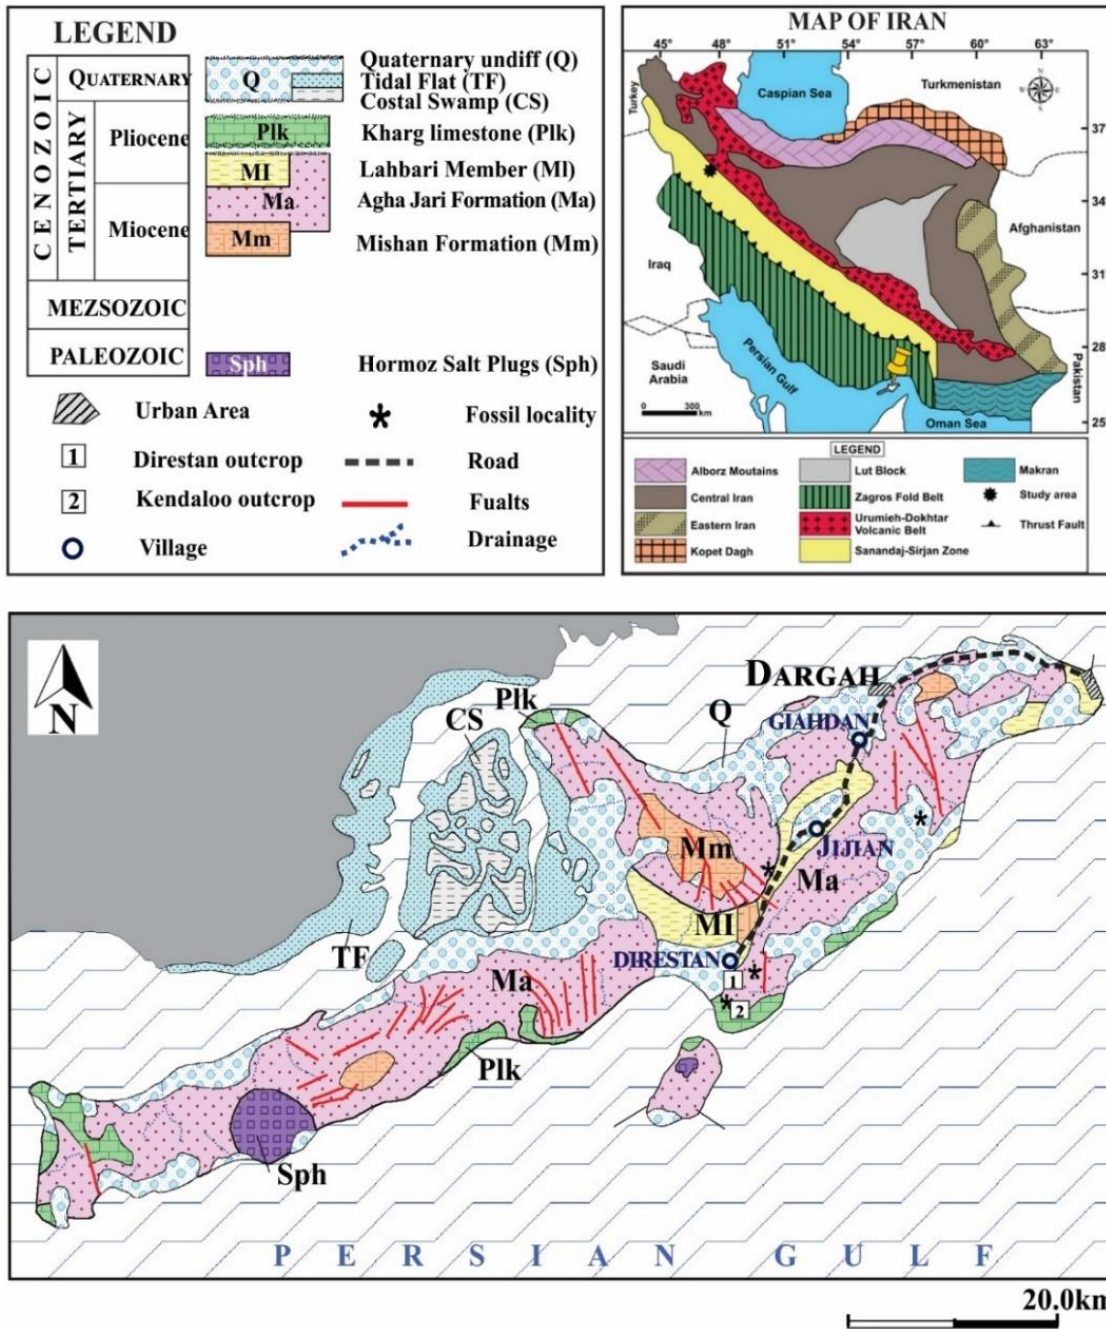 LEGEND
CENOZOIC
TERTIARY
QUATERNARY
Pliocene
Miocene
MEZSOZOIC
PALEOZOIC
Q
Plk
MI
Ma
Mm
Sph
Quaternary undiff (Q)
Tidal Flat (TF)
Costal Swamp (CS)
Kharg limestone (Plk)
Lahbari Member (MI)
Agha Jari Formation (Ma)
Mishan Formation (Mm)
Hormoz Salt Plugs (Sph)
Urban Area
Fossil locality
1 Direstan outcrop
Road
2 Kendaloo outcrop
Fualts
Village
Drainage
MAP OF IRAN
45° 48° 51° 54° 57° 60° 63°
Turkey
Caspian Sea
Turkmenistan
N
W E
S
37°
34°
31°
28°
25°
Afghanistan
Iraq
Saudi
Arabia
Persian Gulf
Pakistan
Oman Sea
0 300 km
LEGEND
Alborz Moutains
Lut Block
Makran
Central Iran
Zagros Fold Belt
Study area
Eastern Iran
Urumieh-Dokhtar
Volcanic Belt
Thrust Fault
Kopet Dagh
Sanandaj-Sirjan Zone
N
DARGAH
Plk
CS
Q
GIAHDAN
Mm
JIJIAN
Ma
MI
TF
DIRESTAN
Ma
1
2
Plk
Sph
PERSIAN GULF
20.0km